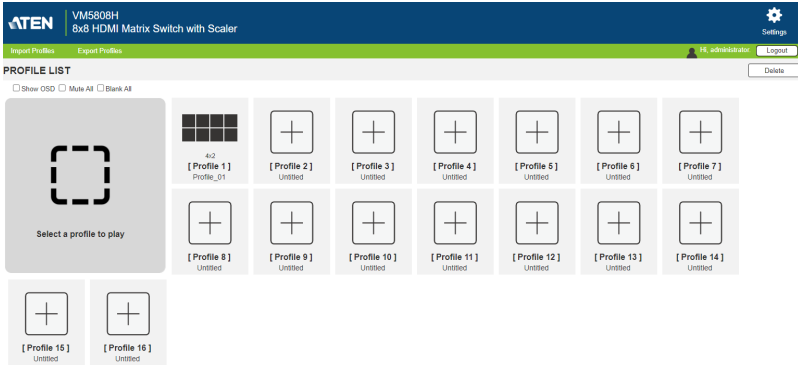 ATEN
VM5808H
8x8 HDMI Matrix Switch with Scaler
Settings
Import Profiles
Export Profiles
Hi, administrator
Logout
PROFILE LIST
Delete
Show OSD
Mute All
Blank All
Select a profile to play
4x2
[ Profile 1 ]
Profile_01
[ Profile 2 ]
Untitled
[ Profile 3 ]
Untitled
[ Profile 4 ]
Untitled
[ Profile 5 ]
Untitled
[ Profile 6 ]
Untitled
[ Profile 7 ]
Untitled
[ Profile 8 ]
Untitled
[ Profile 9 ]
Untitled
[ Profile 10 ]
Untitled
[ Profile 11 ]
Untitled
[ Profile 12 ]
Untitled
[ Profile 13 ]
Untitled
[ Profile 14 ]
Untitled
[ Profile 15 ]
Untitled
[ Profile 16 ]
Untitled